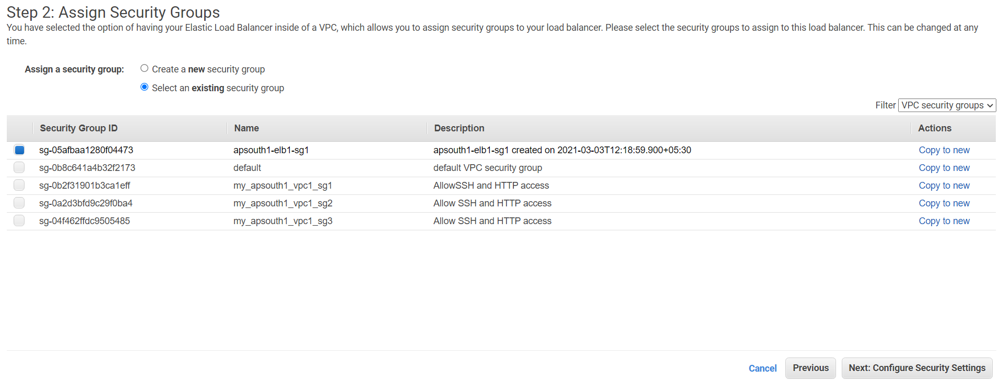 Step 2: Assign Security Groups
You have selected the option of having your Elastic Load Balancer inside of a VPC, which allows you to assign security groups to your load balancer. Please select the security groups to assign to this load balancer. This can be changed at any
time.
Assign a security group: Create a new security group
Select an existing security group
Filter VPC security groups
Security Group ID Name Description Actions
sg-05afbaa1280f04473 apsouth1-elb1-sg1 apsouth1-elb1-sg1 created on 2021-03-03T12:18:59.900+05:30 Copy to new
sg-0b8c641a4b32f2173 default default VPC security group Copy to new
sg-0b2f31901b3ca1eff my_apsouth1_vpc1_sg1 AllowSSH and HTTP access Copy to new
sg-0a2d3bfd9c29f0ba4 my_apsouth1_vpc1_sg2 Allow SSH and HTTP access Copy to new
sg-04f462ffdc9505485 my_apsouth1_vpc1_sg3 Allow SSH and HTTP access Copy to new
Cancel Previous Next: Configure Security Settings